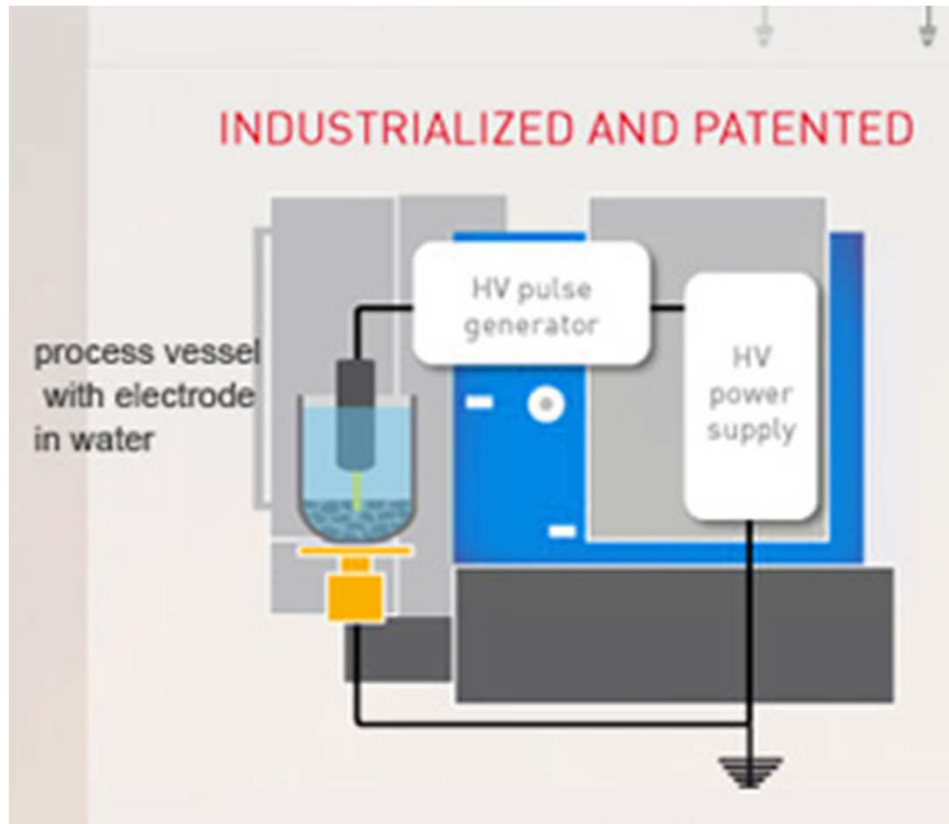 INDUSTRIALIZED AND PATENTED
HV pulse
generator
HV
power
supply
process vessel
with electrode
in water